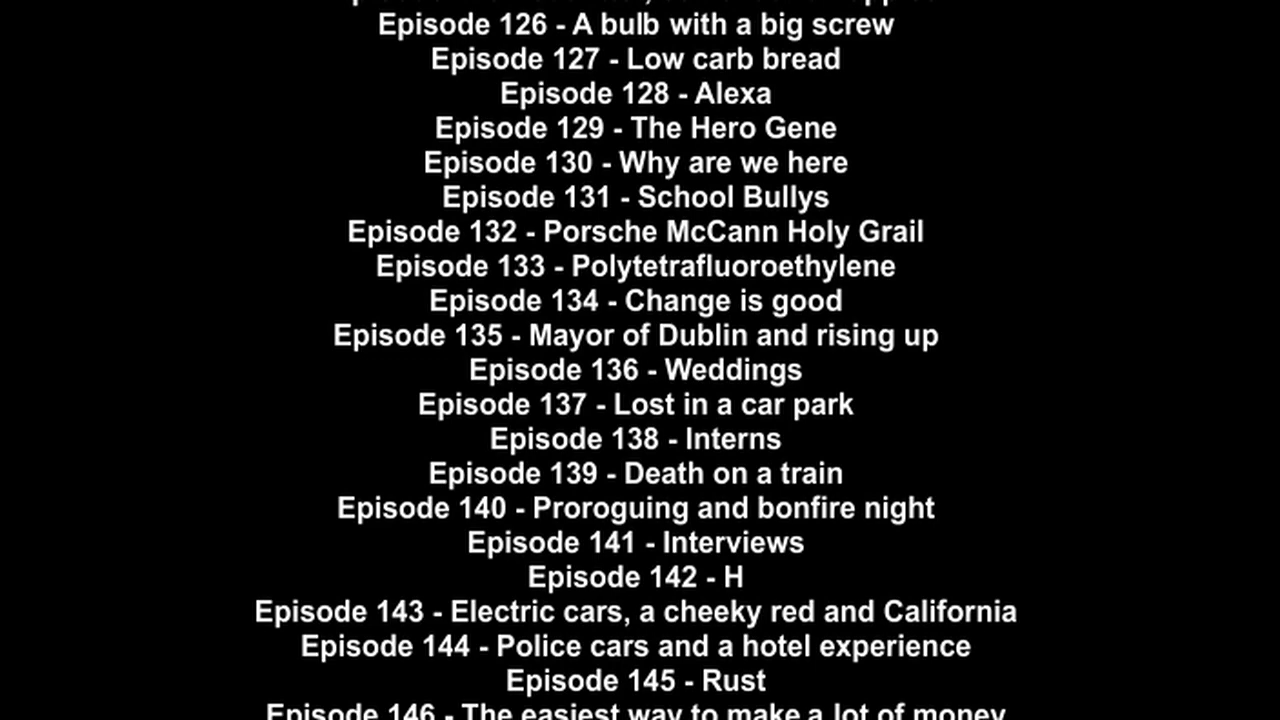 Episode 126 - A bulb with a big screw
Episode 127 - Low carb bread
Episode 128 - Alexa
Episode 129 - The Hero Gene
Episode 130 - Why are we here
Episode 131 - School Bullys
Episode 132 - Porsche McCann Holy Grail
Episode 133 - Polytetrafluoroethylene
Episode 134 - Change is good
Episode 135 - Mayor of Dublin and rising up
Episode 136 - Weddings
Episode 137 - Lost in a car park
Episode 138 - Interns
Episode 139 - Death on a train
Episode 140 - Proroguing and bonfire night
Episode 141 - Interviews
Episode 142 - H
Episode 143 - Electric cars, a cheeky red and California
Episode 144 - Police cars and a hotel experience
Episode 145 - Rust
Episode 146 - The easiest way to make a lot of money